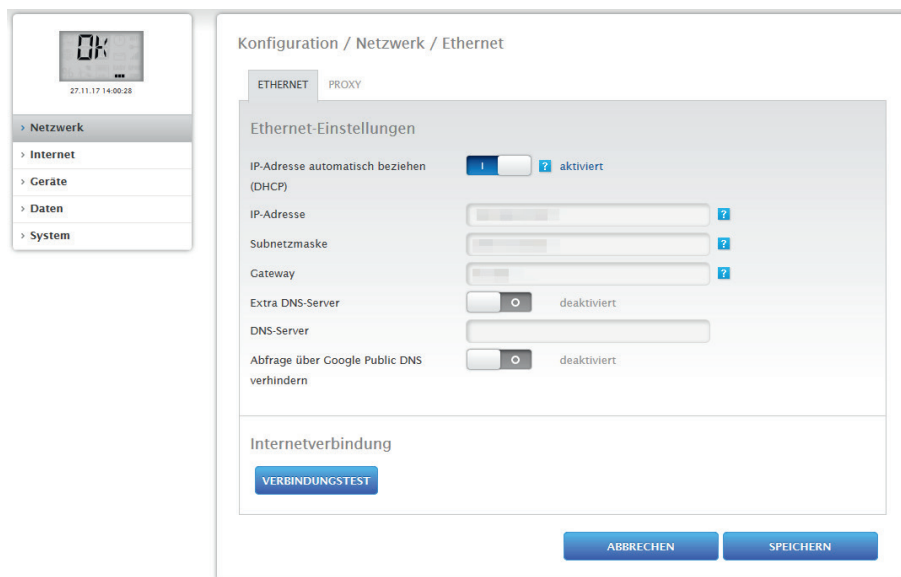 OK
27.11.17 14:00:28
› Netzwerk
› Internet
› Geräte
› Daten
› System
Konfiguration / Netzwerk / Ethernet
ETHERNET PROXY
Ethernet-Einstellungen
IP-Adresse automatisch beziehen
(DHCP)
I ? aktiviert
IP-Adresse ?
Subnetzmaske ?
Gateway ?
Extra DNS-Server O deaktiviert
DNS-Server
Abfrage über Google Public DNS
verhindern
O deaktiviert
Internetverbindung
VERBINDUNGSTEST
ABBRECHEN SPEICHERN